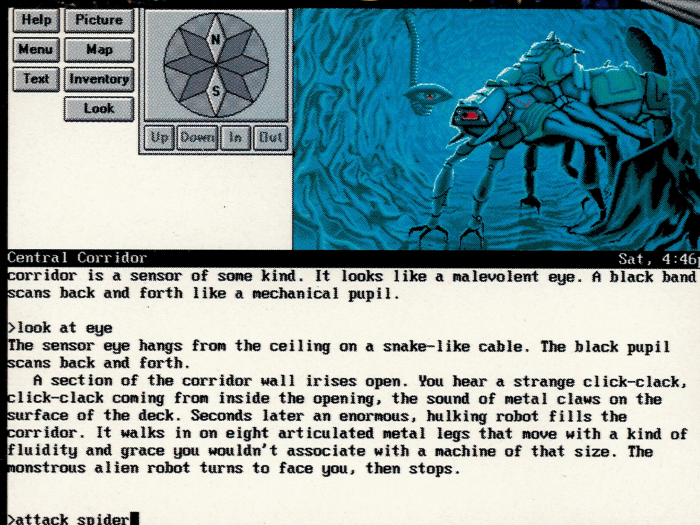 Help Picture
Menu Map
Text Inventory
Look
N
S
Up Down In Out
Central Corridor Sat, 4:46
corridor is a sensor of some kind. It looks like a malevolent eye. A black band
scans back and forth like a mechanical pupil.
>look at eye
The sensor eye hangs from the ceiling on a snake-like cable. The black pupil
scans back and forth.
A section of the corridor wall irises open. You hear a strange click-clack,
click-clack coming from inside the opening, the sound of metal claws on the
surface of the deck. Seconds later an enormous, hulking robot fills the
corridor. It walks in on eight articulated metal legs that move with a kind of
fluidity and grace you wouldn't associate with a machine of that size. The
monstrous alien robot turns to face you, then stops.
>attack spider